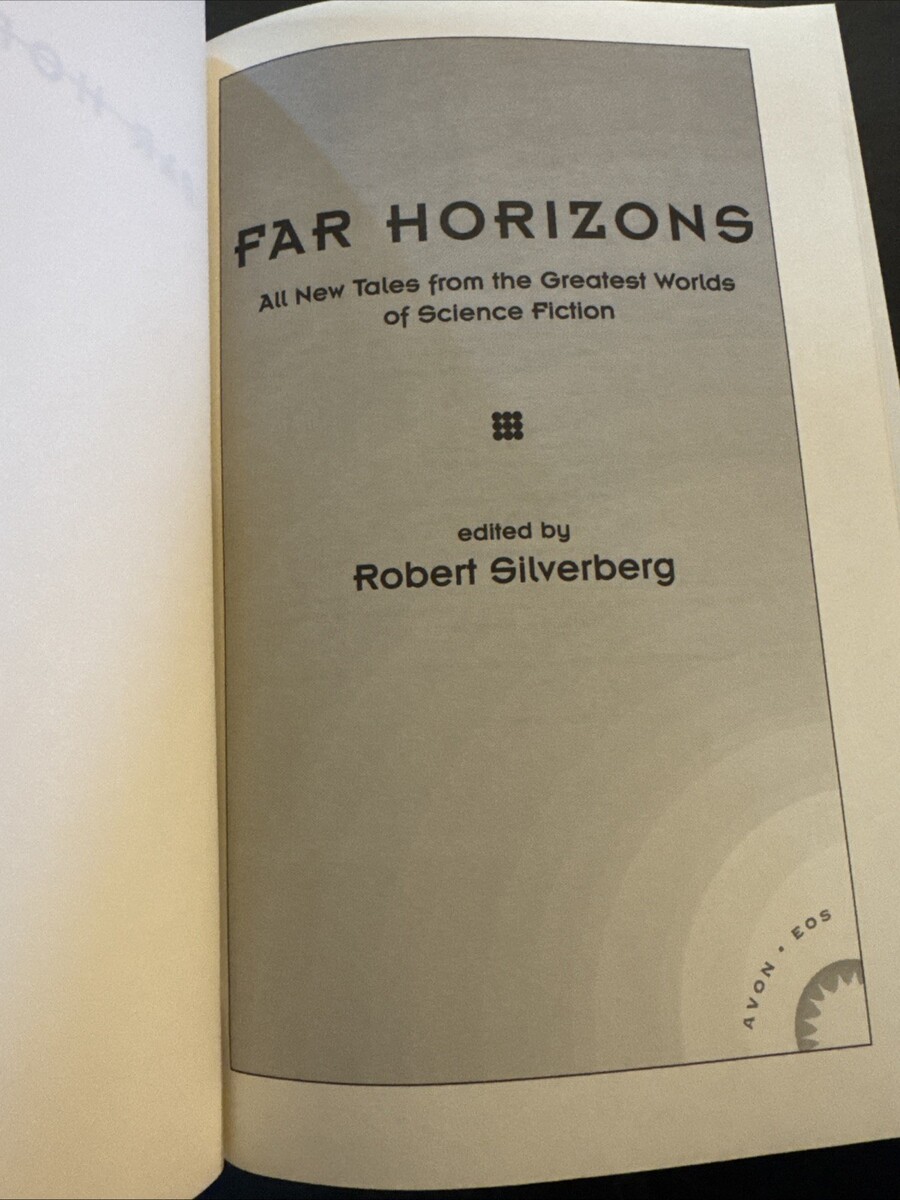 FAR HORIZONS
All New Tales from the Greatest Worlds
of Science Fiction
edited by
Robert Silverberg
AVON • EOS